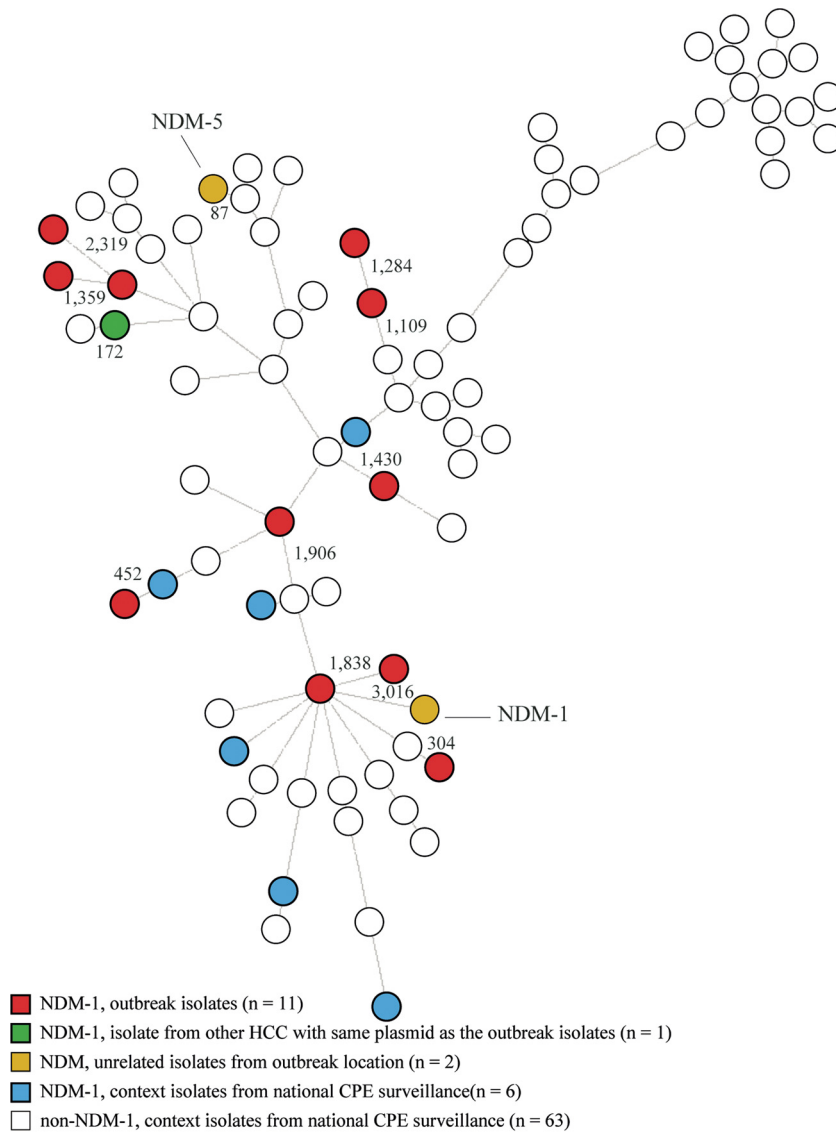 NDM-5
87
2,319
1,284
1,359
1,109
172
1,430
1,906
452
1,838
3,016
NDM-1
304
NDM-1, outbreak isolates (n = 11)
NDM-1, isolate from other HCC with same plasmid as the outbreak isolates (n = 1)
NDM, unrelated isolates from outbreak location (n = 2)
NDM-1, context isolates from national CPE surveillance(n = 6)
non-NDM-1, context isolates from national CPE surveillance (n = 63)